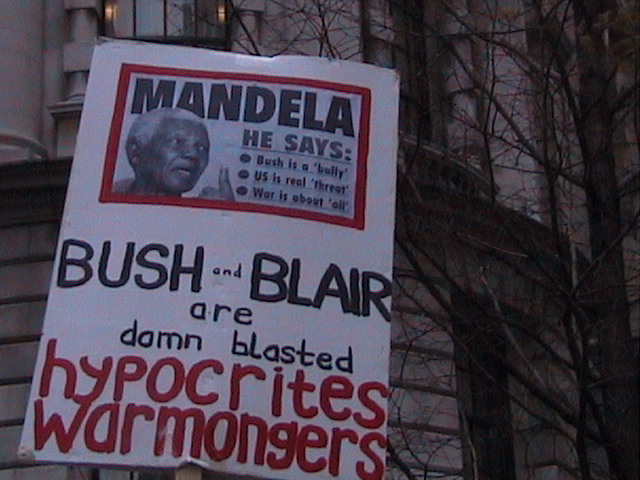 MANDELA
HE SAYS:
Bush is a 'bully'
US is real 'threat'
War is about 'oil'
BUSH and BLAIR
are
damn blasted
hypocrites
warmongers